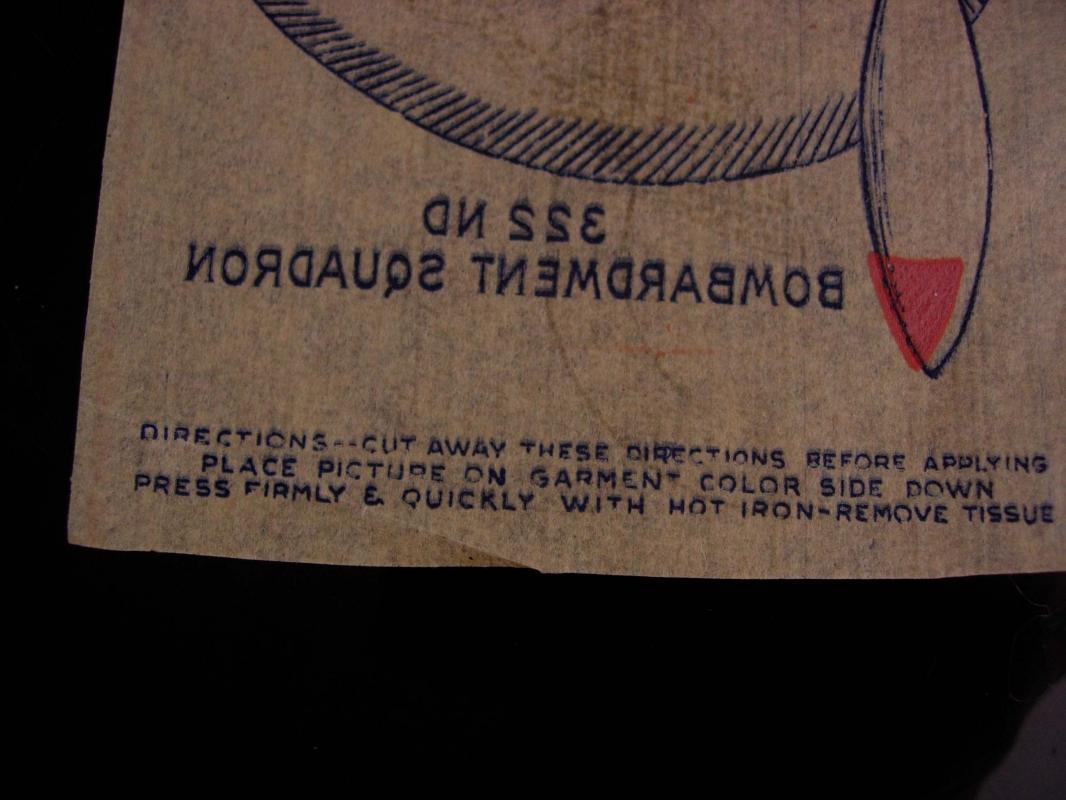 322 ND
BOMBARDMENT SQUADRON
DIRECTIONS--CUT AWAY THESE DIRECTIONS BEFORE APPLYING
PLACE PICTURE ON GARMENT COLOR SIDE DOWN
PRESS FIRMLY & QUICKLY WITH HOT IRON-REMOVE TISSUE